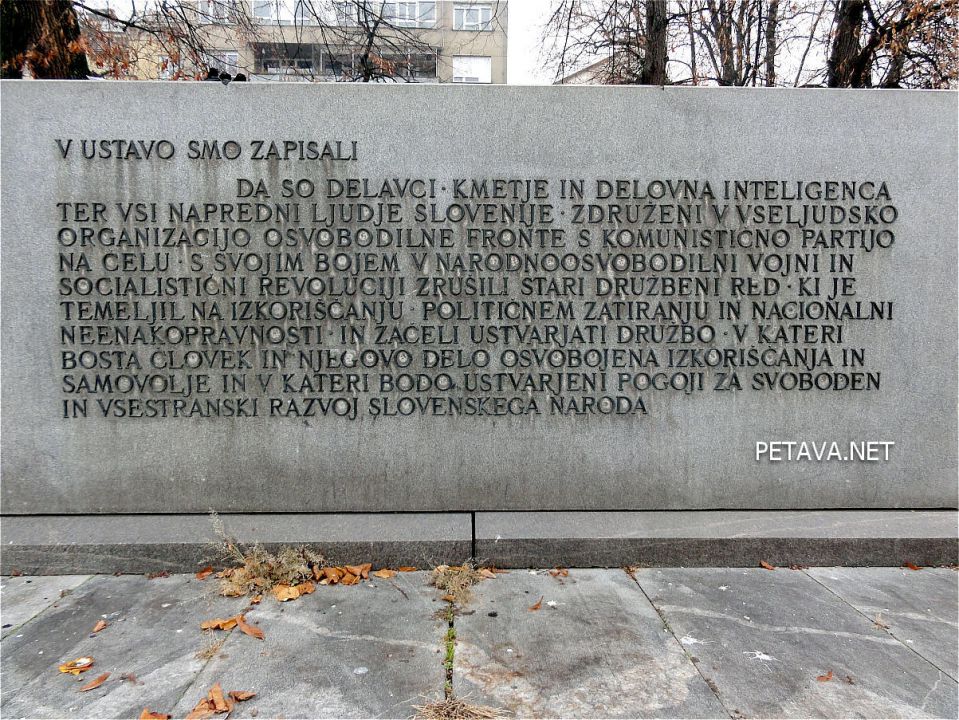 V USTAVO SMO ZAPISALI
DA SO DELAVCI · KMETJE IN DELOVNA INTELIGENCA
TER VSI NAPREDNI LJUDJE SLOVENIJE · ZDRUŽENI V VSELJUDSKO
ORGANIZACIJO OSVOBODILNE FRONTE S KOMUNISTIČNO PARTIJO
NA ČELU · S SVOJIM BOJEM V NARODNOOSVOBODILNI VOJNI IN
SOCIALISTIČNI REVOLUCIJI ZRUŠILI STARI DRUŽBENI RED · KI JE
TEMELJIL NA IZKORIŠČANJU · POLITIČNEM ZATIRANJU IN NACIONALNI
NEENAKOPRAVNOSTI · IN ZAČELI USTVARJATI DRUŽBO · V KATERI
BOSTA ČLOVEK IN NJEGOVO DELO OSVOBOJENA IZKORIŠČANJA IN
SAMOVOLJE IN V KATERI BODO USTVARJENI POGOJI ZA SVOBODEN
IN VSESTRANSKI RAZVOJ SLOVENSKEGA NARODA
PETAVA.NET